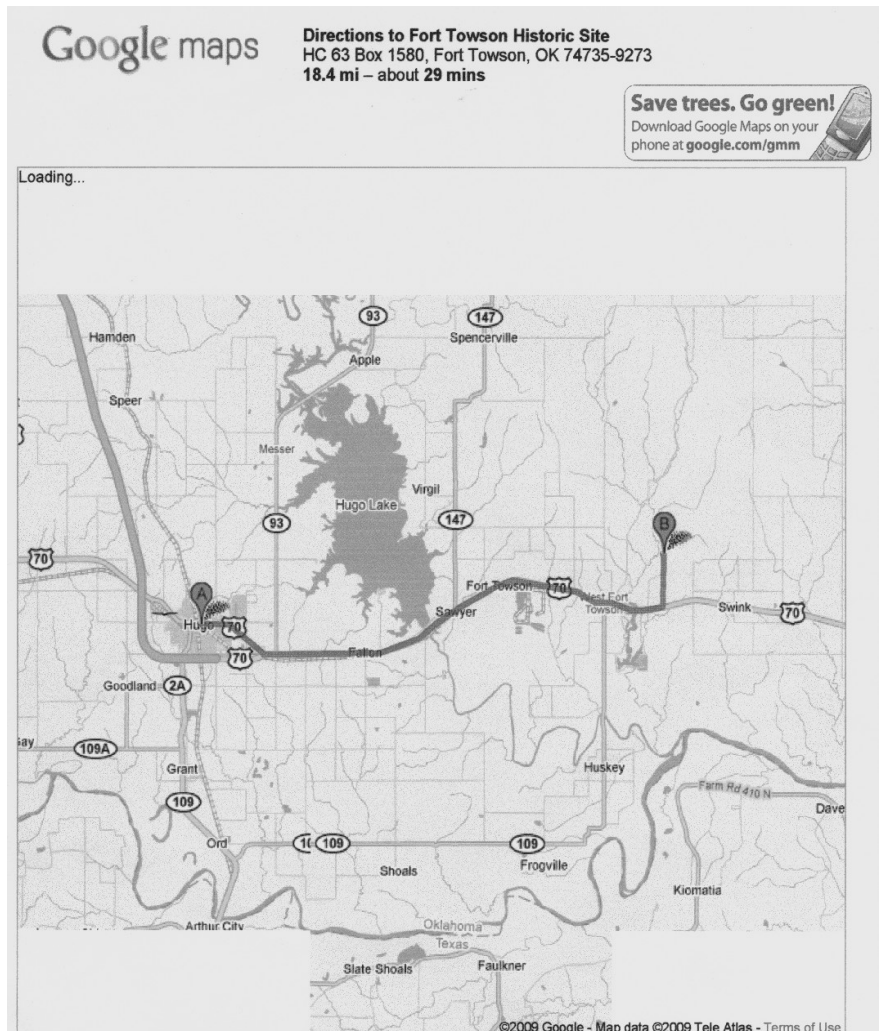 Google maps
Directions to Fort Towson Historic Site
HC 63 Box 1580, Fort Towson, OK 74735-9273
18.4 mi – about 29 mins
Save trees. Go green!
Download Google Maps on your
phone at google.com/gmm
Loading...
93
147
Hamden
Spencerville
Apple
Speer
Messer
Virgil
Hugo Lake
93
147
B
70
A
Fort Towson
70
West Fort
Towson
Sawyer
Swink
70
Hugo
70
70
Fallon
Goodland
2A
109A
Grant
Huskey
109
Farm Rd 410 N
Dave
Ord
109
109
Frogville
Shoals
Kiomatia
Arthur City
Oklahoma
Texas
Slate Shoals
Faulkner
©2009 Google - Map data ©2009 Tele Atlas - Terms of Use